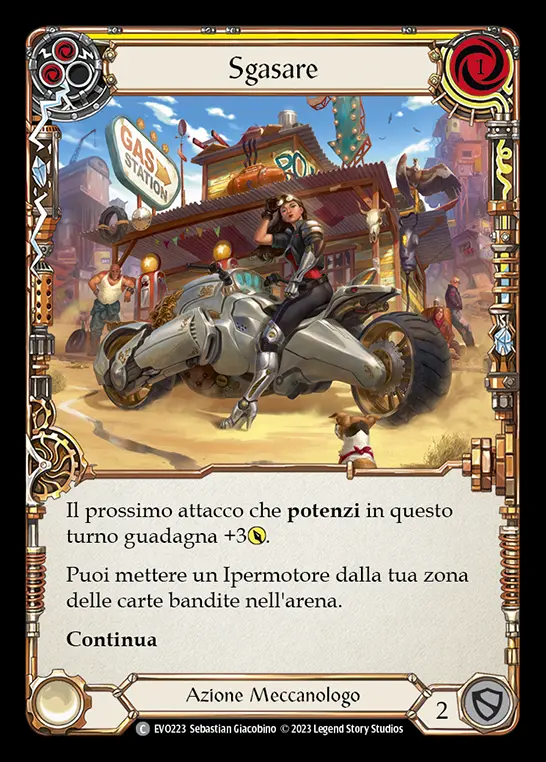 Sgasare
1
GAS
STATION
Il prossimo attacco che potenzi in questo
turno guadagna +3.
Puoi mettere un Ipermotore dalla tua zona
delle carte bandite nell'arena.
Continua
Azione Meccanologo
2
C EVO223 Sebastian Giacobino © 2023 Legend Story Studios